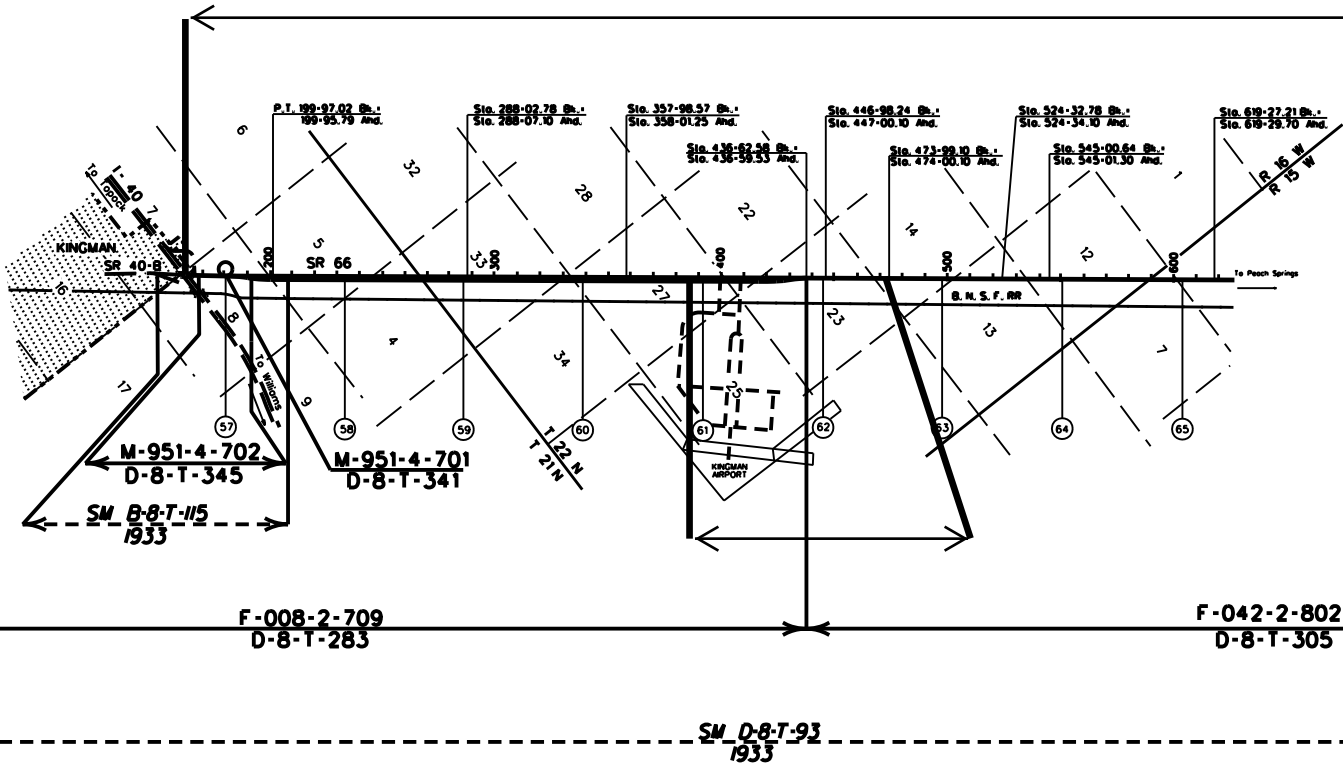 P.T. 199+97.02 Bk.=
199+95.79 Ahd.
Sta. 288+02.78 Bk.=
Sta. 288+07.10 Ahd.
Sta. 357+98.57 Bk.=
Sta. 358+01.25 Ahd.
Sta. 446+98.24 Bk.=
Sta. 447+00.10 Ahd.
Sta. 524+32.78 Bk.=
Sta. 524+34.10 Ahd.
Sta. 619+27.21 Bk.=
Sta. 619+29.70 Ahd.
Sta. 436+62.58 Bk.=
Sta. 436+59.53 Ahd.
Sta. 473+99.10 Bk.=
Sta. 474+00.10 Ahd.
Sta. 545+00.64 Bk.=
Sta. 545+01.30 Ahd.
6
32
28
22
14
12
1
R 16 W
R 15 W
To Topock
I-40
7
5
33
KINGMAN
SR 40-B
SR 66
200
300
400
500
600
To Peach Springs
16
8
4
34
27
25
23
13
7
B. N. S. F. RR
17
9
To Williams
57
58
59
60
61
62
63
64
65
T 22 N
T 21 N
KINGMAN
AIRPORT
M-951-4-702
D-8-T-345
M-951-4-701
D-8-T-341
SM B-8-T-115
1933
F-008-2-709
D-8-T-283
F-042-2-802
D-8-T-305
SM D-8-T-93
1933